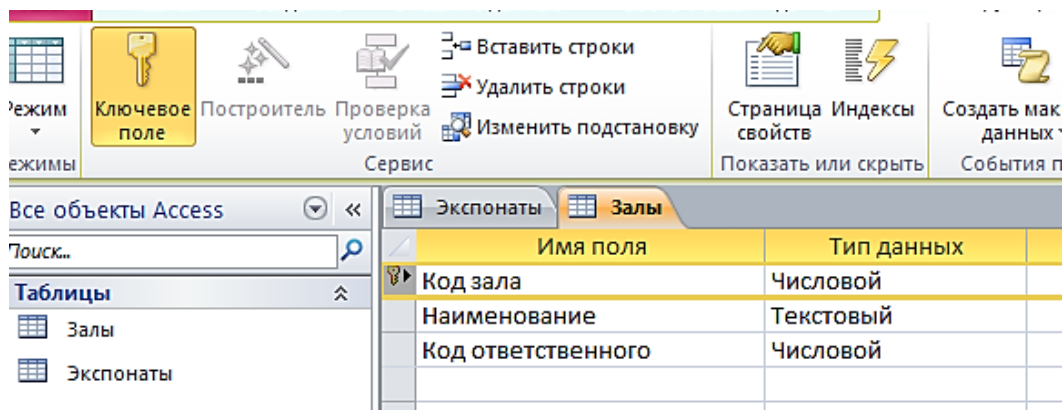 Режим
Ключевое поле
Построитель
Проверка условий
Вставить строки
Удалить строки
Изменить подстановку
Страница свойств
Индексы
Создать мак
данных
ежимы
Сервис
Показать или скрыть
События п
Все объекты Access
Поиск...
Таблицы
Залы
Экспонаты
Экспонаты
Залы
Имя поля
Тип данных
Код зала
Числовой
Наименование
Текстовый
Код ответственного
Числовой